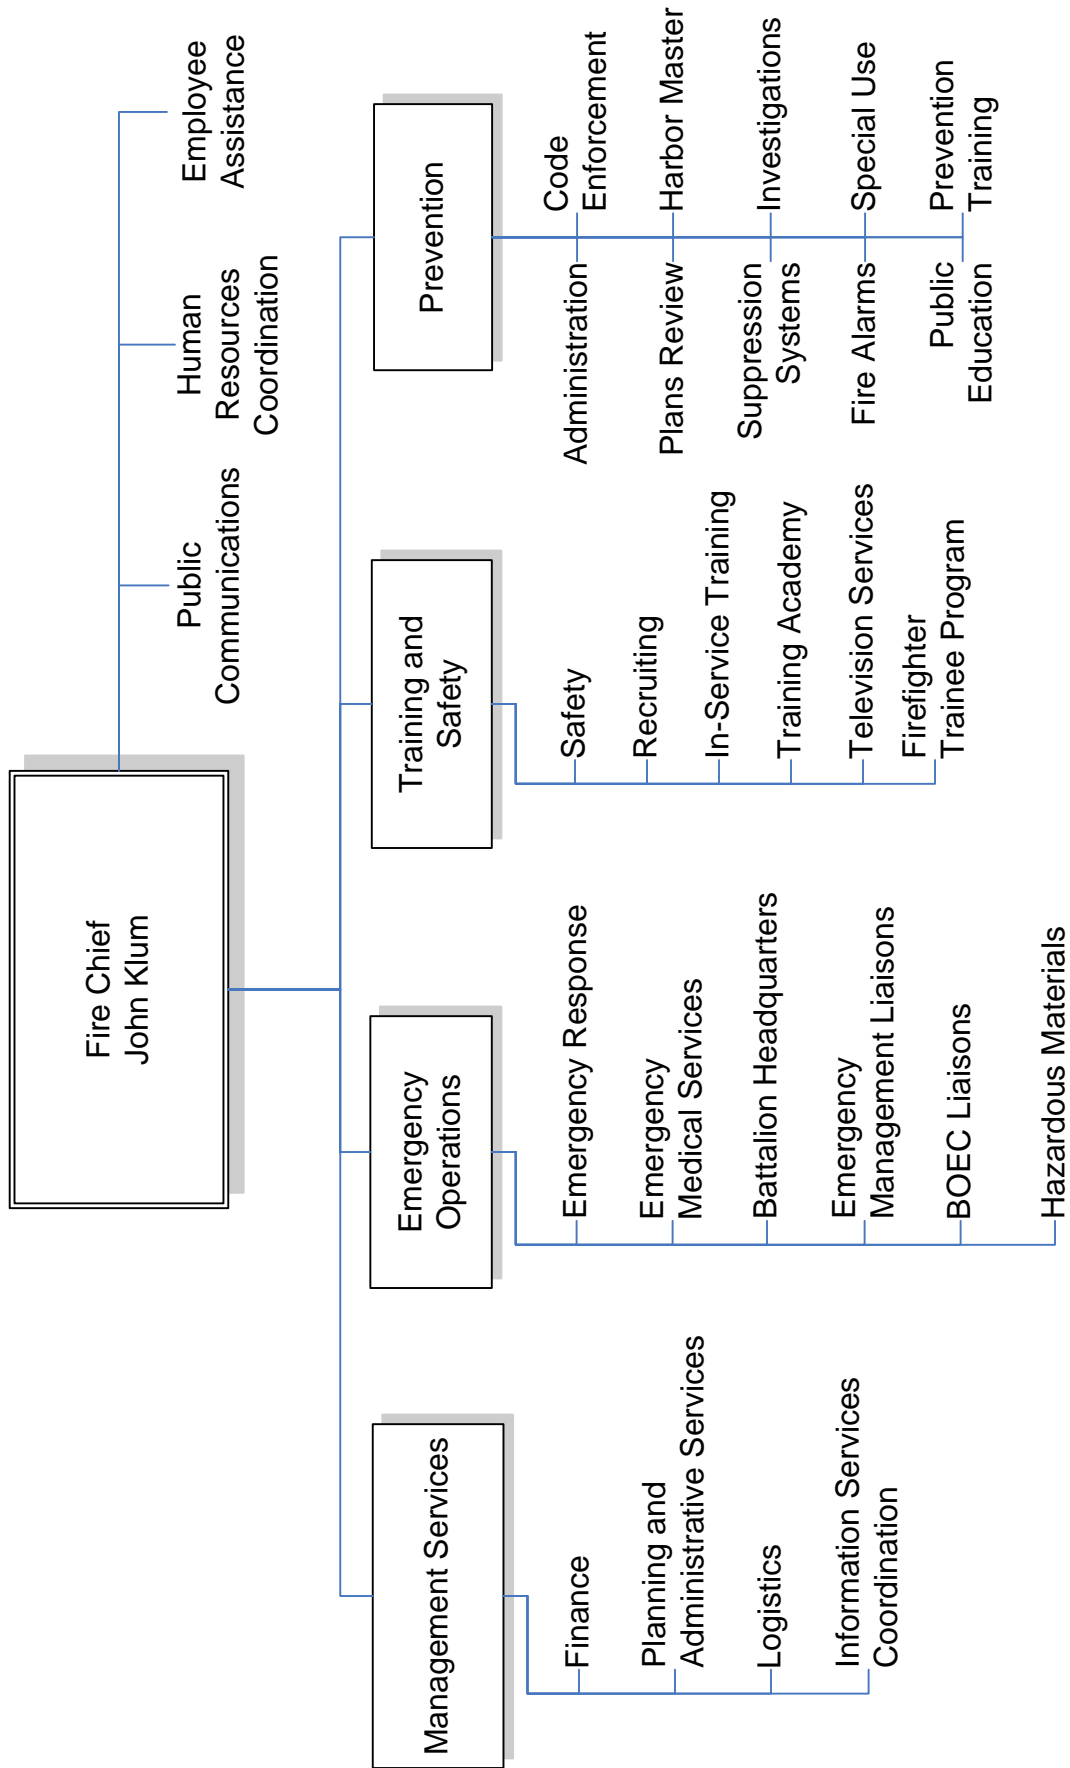 Fire Chief
John Klum
Public
Communications
Human
Resources
Coordination
Employee
Assistance
Management Services
Finance
Planning and
Administrative Services
Logistics
Information Services
Coordination
Emergency
Operations
Emergency Response
Emergency
Medical Services
Battalion Headquarters
Emergency
Management Liaisons
BOEC Liaisons
Hazardous Materials
Training and
Safety
Safety
Recruiting
In-Service Training
Training Academy
Television Services
Firefighter
Trainee Program
Prevention
Administration
Code
Enforcement
Plans Review
Harbor Master
Suppression
Systems
Investigations
Fire Alarms
Special Use
Public
Education
Prevention
Training